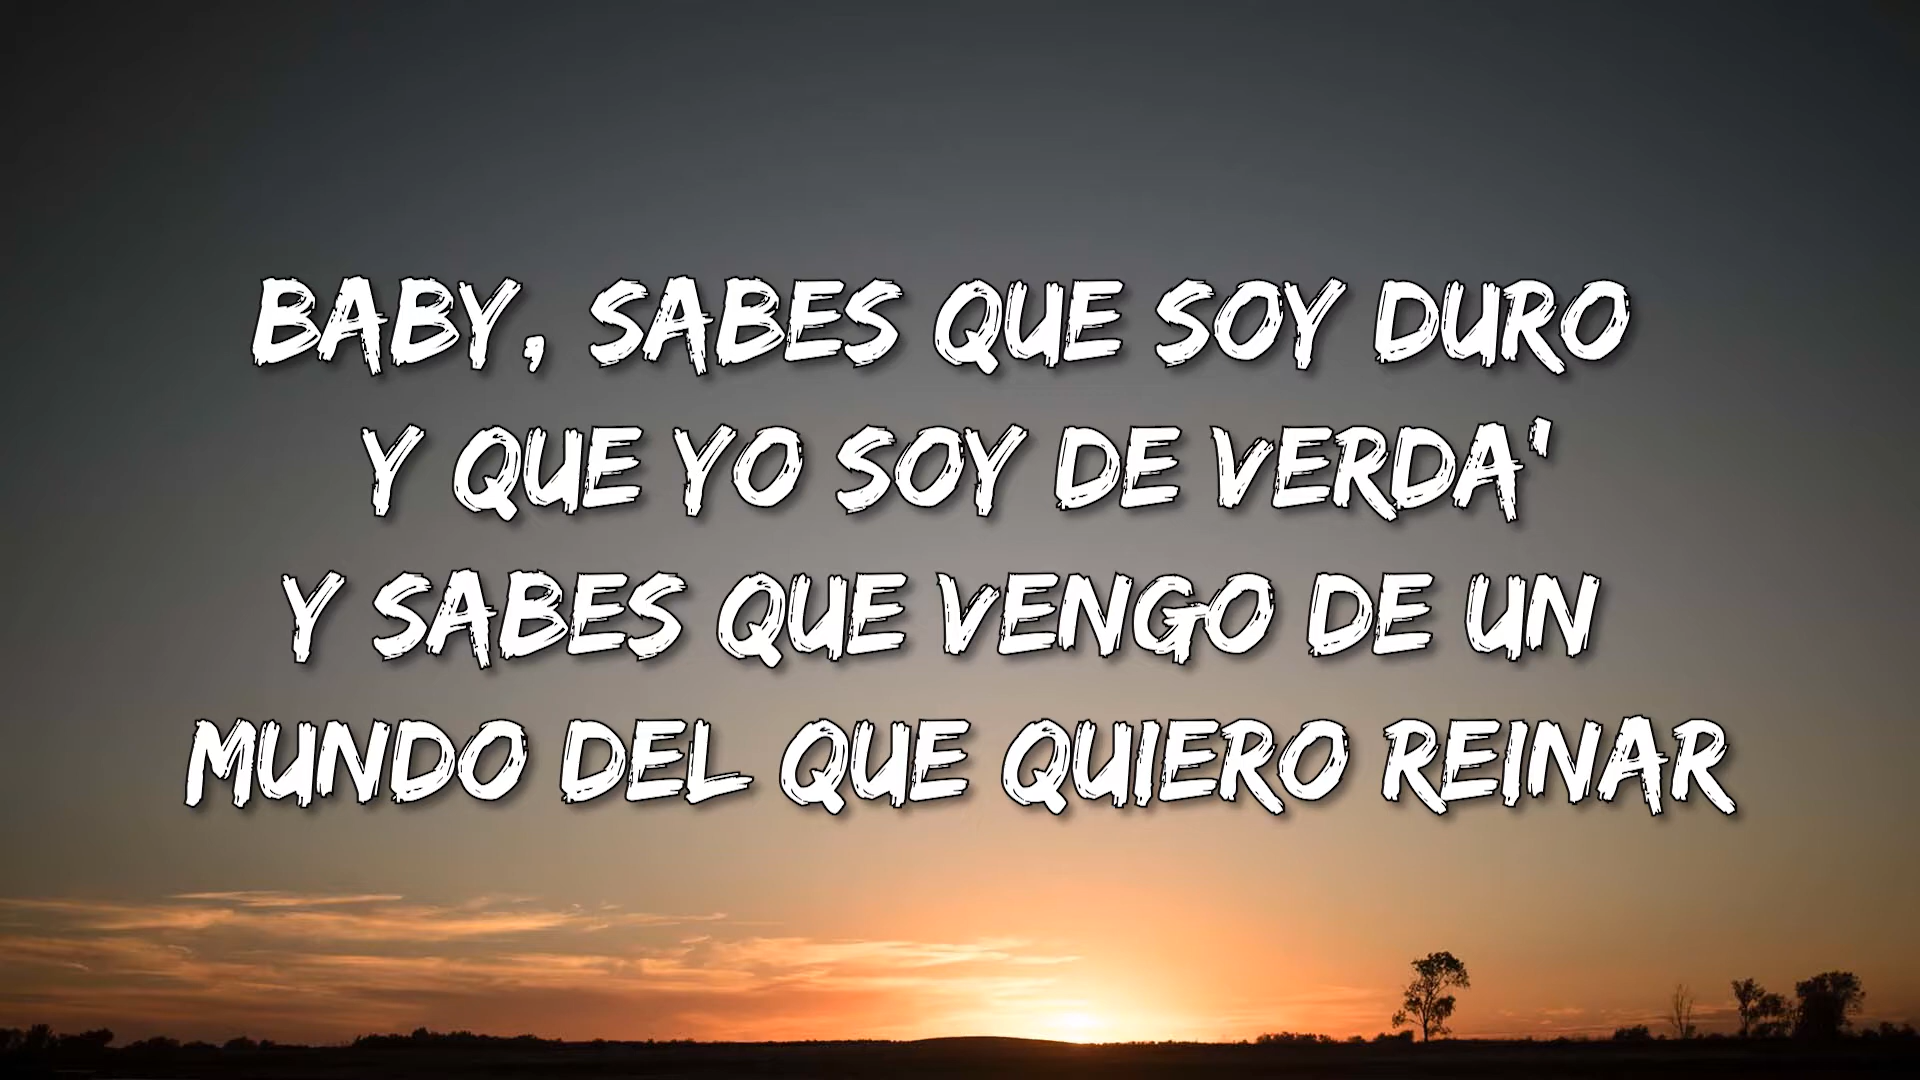 BABY, SABES QUE SOY DURO
Y QUE YO SOY DE VERDA'
Y SABES QUE VENGO DE UN
MUNDO DEL QUE QUIERO REINAR